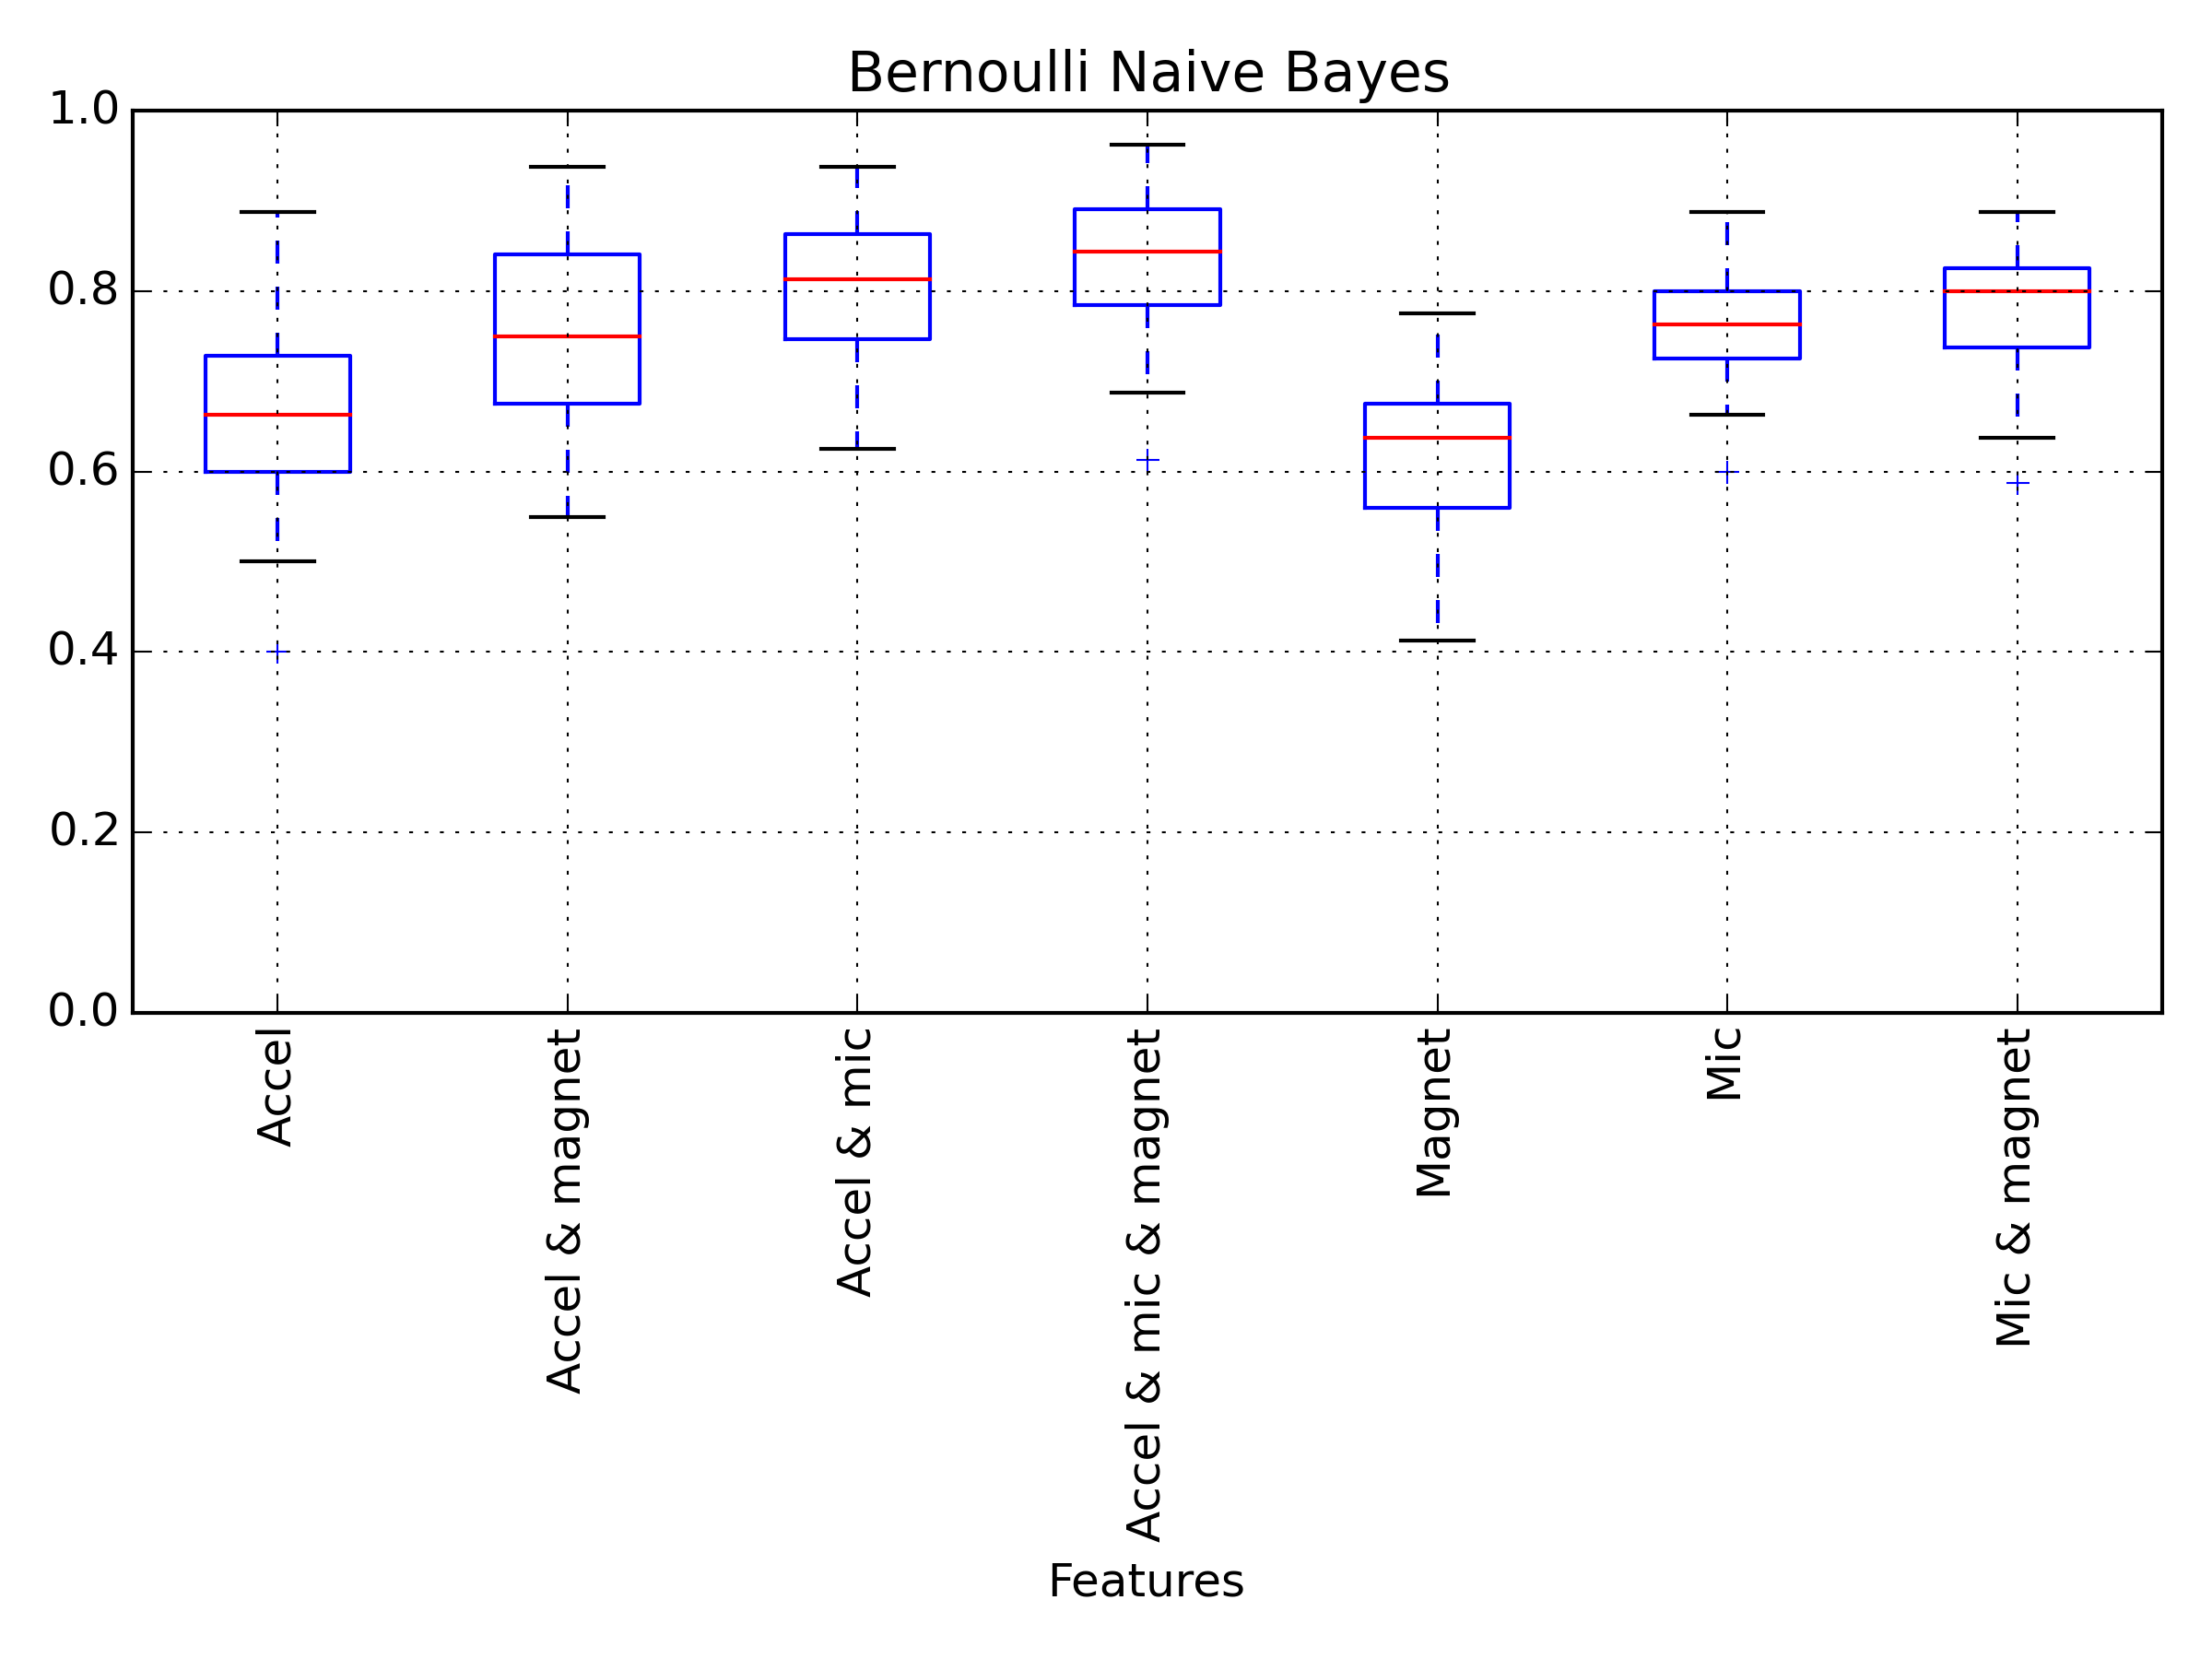 Bernoulli Naive Bayes
1.0
0.8
0.6
0.4
0.2
0.0
Accel
Accel & magnet
Accel & mic
Accel & mic & magnet
Magnet
Mic
Mic & magnet
Features